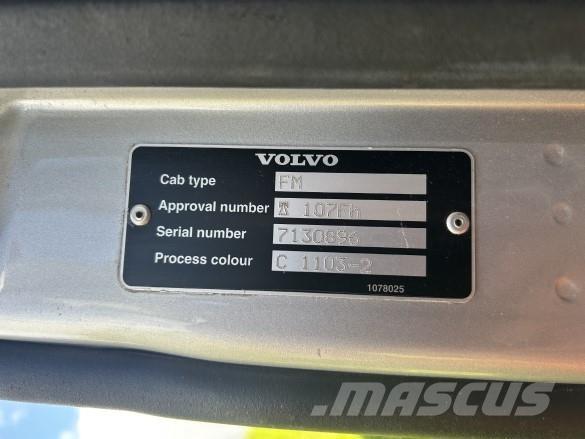 VOLVO
Cab type FM
Approval number 107Fh
Serial number 7130896
Process colour C 1103-2
1078025
MASCUS